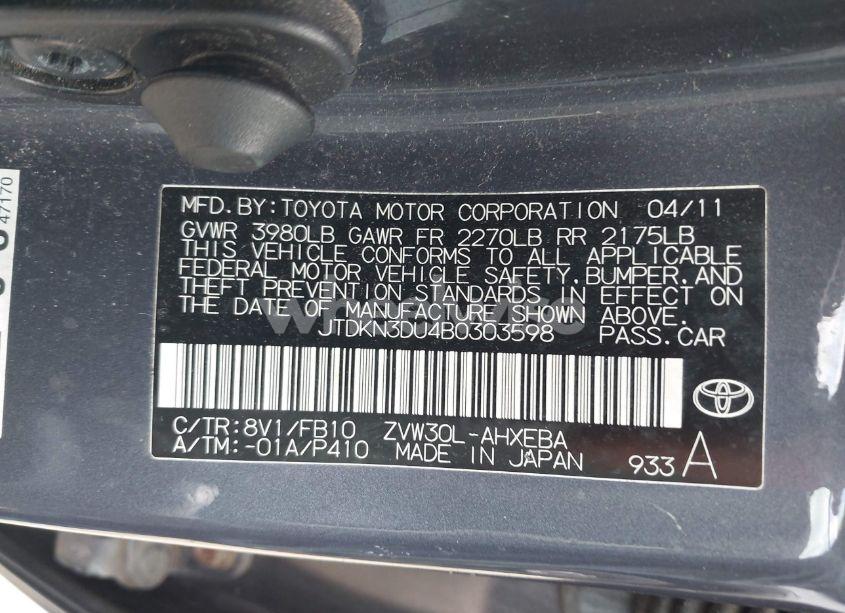 MFD.BY:TOYOTA MOTOR CORPORATION 04/11
GVWR 3980LB GAWR FR 2270LB RR 2175LB
THIS VEHICLE CONFORMS TO ALL APPLICABLE
FEDERAL MOTOR VEHICLE SAFETY,BUMPER,AND
THEFT PREVENTION STANDARDS IN EFFECT ON
THE DATE OF MANUFACTURE SHOWN ABOVE.
JTDKN3DU4B0303598 PASS.CAR
C/TR:8V1/FB10 ZVW30L-AHXEBA
A/TM:-01A/P410 MADE IN JAPAN 933 A
47170